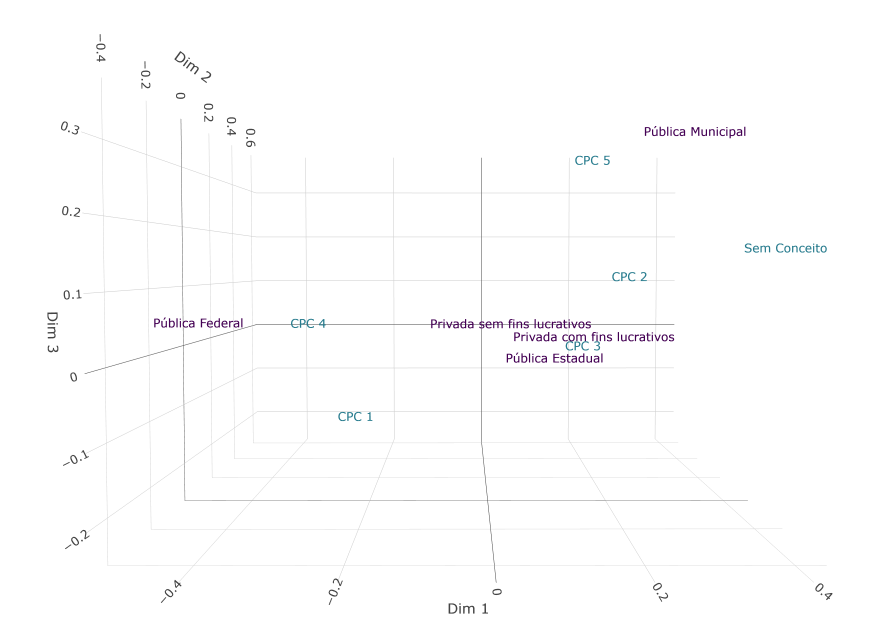 −0.4
−0.2
0
0.2
0.4
0.6
Dim 2
0.3
0.2
0.1
0
−0.1
−0.2
Dim 3
Pública Municipal
CPC 5
Sem Conceito
CPC 2
Pública Federal
CPC 4
Privada sem fins lucrativos
Privada com fins lucrativos
CPC 3
Pública Estadual
CPC 1
−0.4
−0.2
0
0.2
0.4
Dim 1